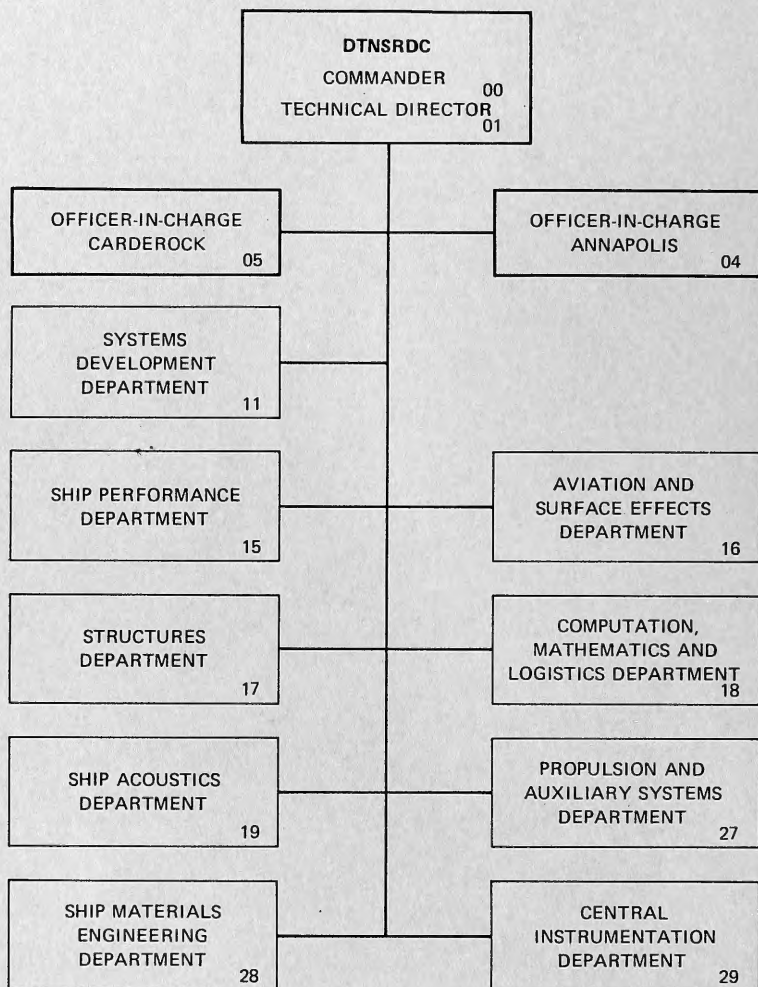 DTNSRDC
COMMANDER
00
TECHNICAL DIRECTOR
01
OFFICER-IN-CHARGE
CARDEROCK
05
OFFICER-IN-CHARGE
ANNAPOLIS
04
SYSTEMS
DEVELOPMENT
DEPARTMENT
11
SHIP PERFORMANCE
DEPARTMENT
15
AVIATION AND
SURFACE EFFECTS
DEPARTMENT
16
STRUCTURES
DEPARTMENT
17
COMPUTATION,
MATHEMATICS AND
LOGISTICS DEPARTMENT
18
SHIP ACOUSTICS
DEPARTMENT
19
PROPULSION AND
AUXILIARY SYSTEMS
DEPARTMENT
27
SHIP MATERIALS
ENGINEERING
DEPARTMENT
28
CENTRAL
INSTRUMENTATION
DEPARTMENT
29